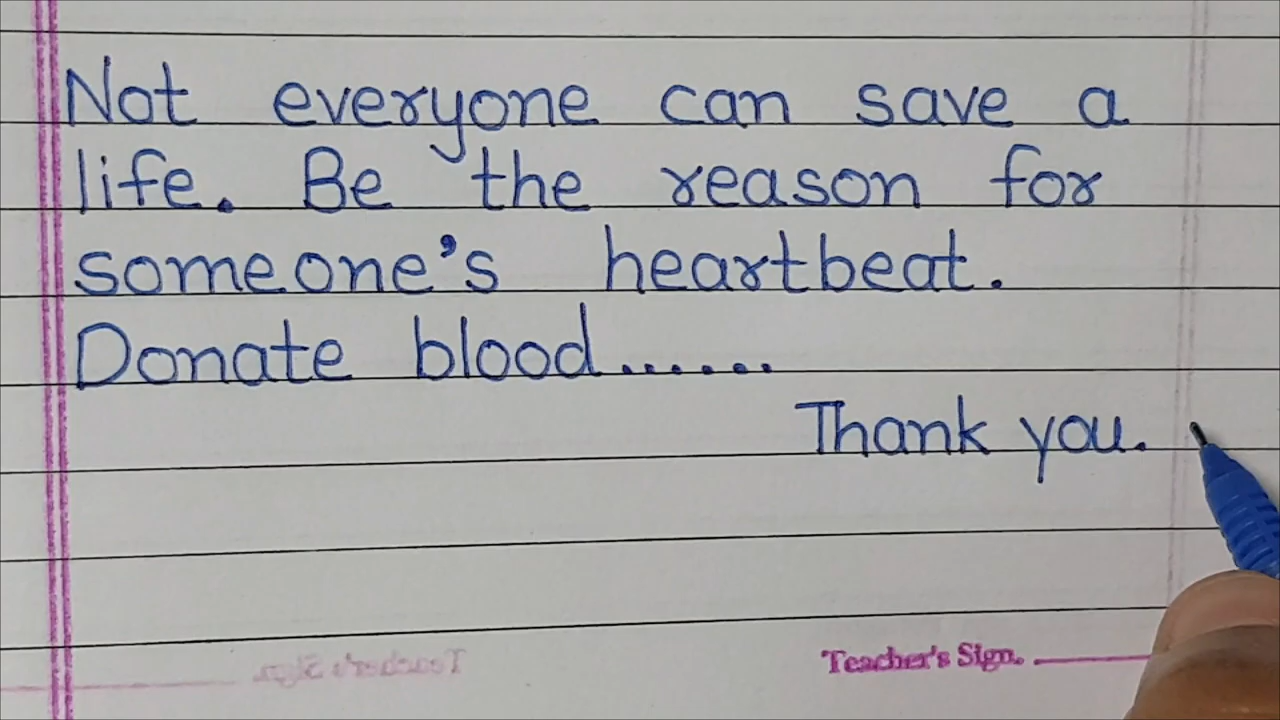 Not everyone can save a
life. Be the reason for
someone's heartbeat.
Donate blood......
Thank you.
Teacher's Sign.